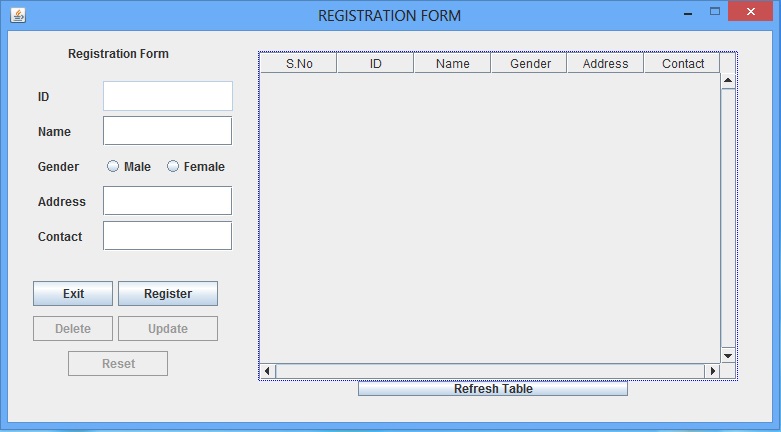 REGISTRATION FORM
Registration Form
ID
Name
Gender Male Female
Address
Contact
Exit Register
Delete Update
Reset
S.No ID Name Gender Address Contact
Refresh Table